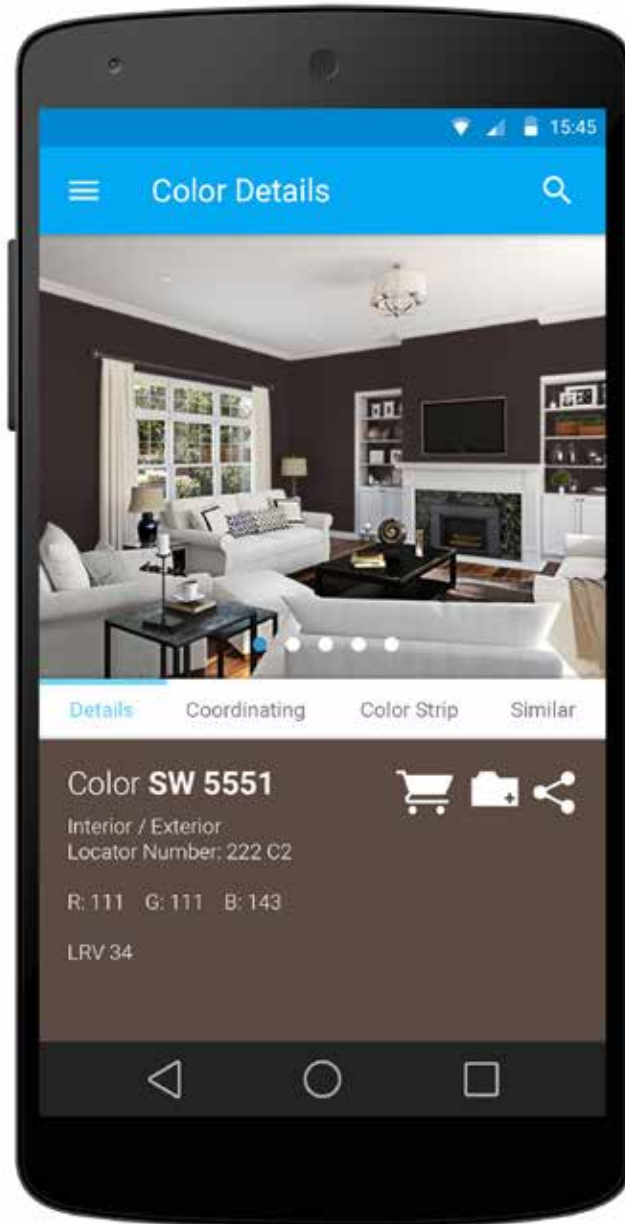 15:45
Color Details
Details Coordinating Color Strip Similar
Color SW 5551
Interior / Exterior
Locator Number: 222 C2
R: 111 G: 111 B: 143
LRV 34